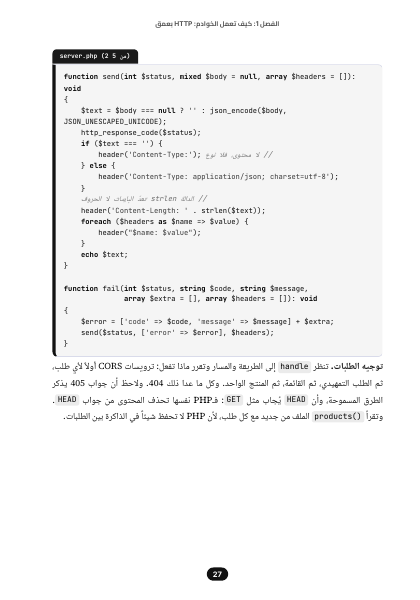 الفصل 1: كيف تعمل الخوادم: HTTP بعمق
server.php (2 من 5)
function send(int $status, mixed $body = null, array $headers = []):
void
{
    $text = $body === null ? '' : json_encode($body,
JSON_UNESCAPED_UNICODE);
    http_response_code($status);
    if ($text === '') {
        header('Content-Type:'); // لا محتوى، فلا نوع
    } else {
        header('Content-Type: application/json; charset=utf-8');
    }
    // الدالة strlen تعدّ البايتات لا الحروف
    header('Content-Length: ' . strlen($text));
    foreach ($headers as $name => $value) {
        header("$name: $value");
    }
    echo $text;
}
function fail(int $status, string $code, string $message,
              array $extra = [], array $headers = []): void
{
    $error = ['code' => $code, 'message' => $message] + $extra;
    send($status, ['error' => $error], $headers);
}
توجيه الطلبات. تنظر handle إلى الطريقة والمسار وتقرر ماذا تفعل: ترويسات CORS أولاً لأي طلب،
ثم الطلب التمهيدي، ثم القائمة، ثم المنتج الواحد. وكل ما عدا ذلك 404. ولاحظ أن جواب 405 يذكر
الطرق المسموحة، وأن HEAD يُجاب مثل GET : فـPHP نفسها تحذف المحتوى من جواب HEAD .
وتقرأ products() الملف من جديد مع كل طلب، لأن PHP لا تحفظ شيئاً في الذاكرة بين الطلبات.
27